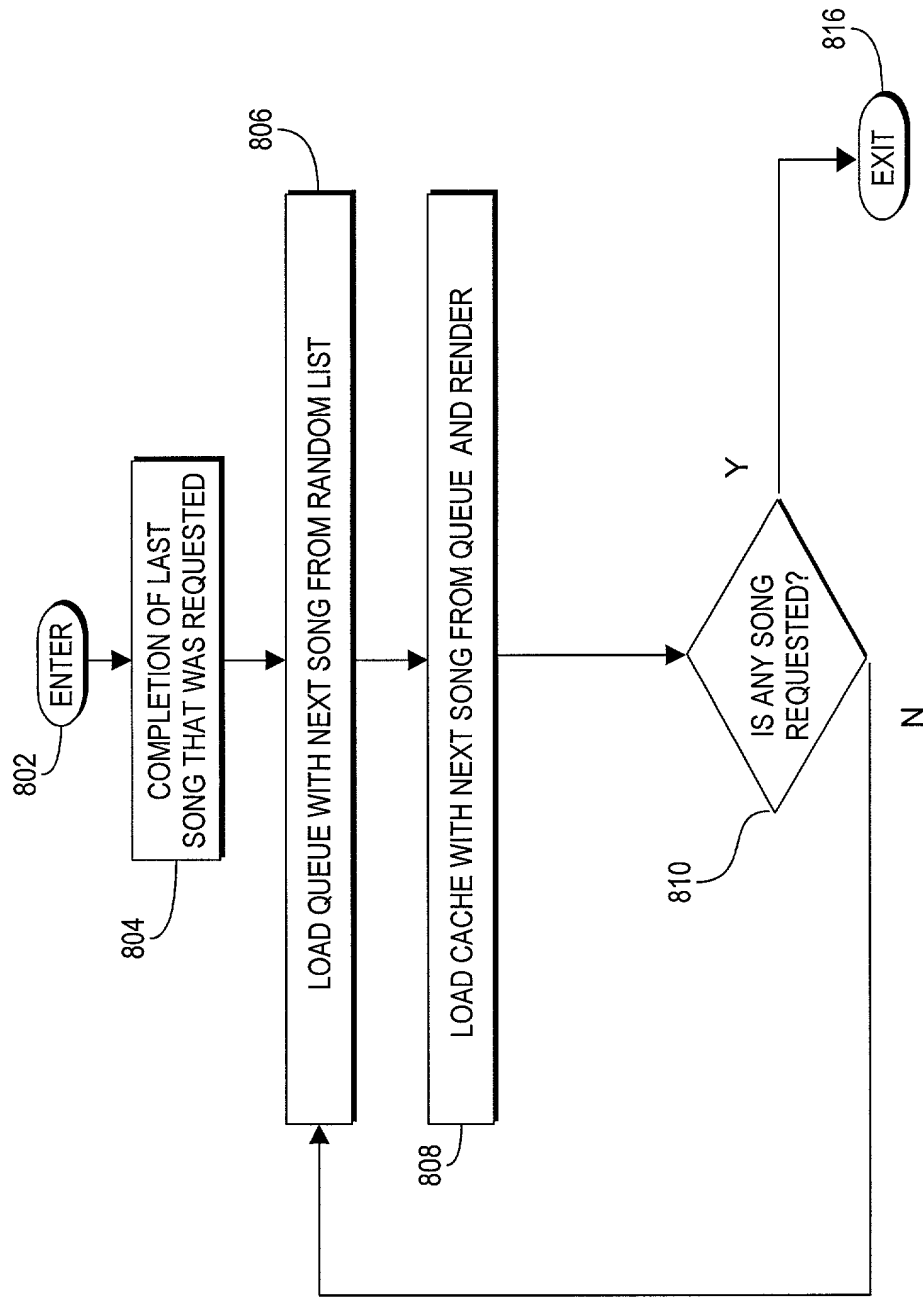 802
ENTER
804
COMPLETION OF LAST
SONG THAT WAS REQUESTED
806
LOAD QUEUE WITH NEXT SONG FROM RANDOM LIST
808
LOAD CACHE WITH NEXT SONG FROM QUEUE AND RENDER
810
IS ANY SONG
REQUESTED?
Y
N
816
EXIT